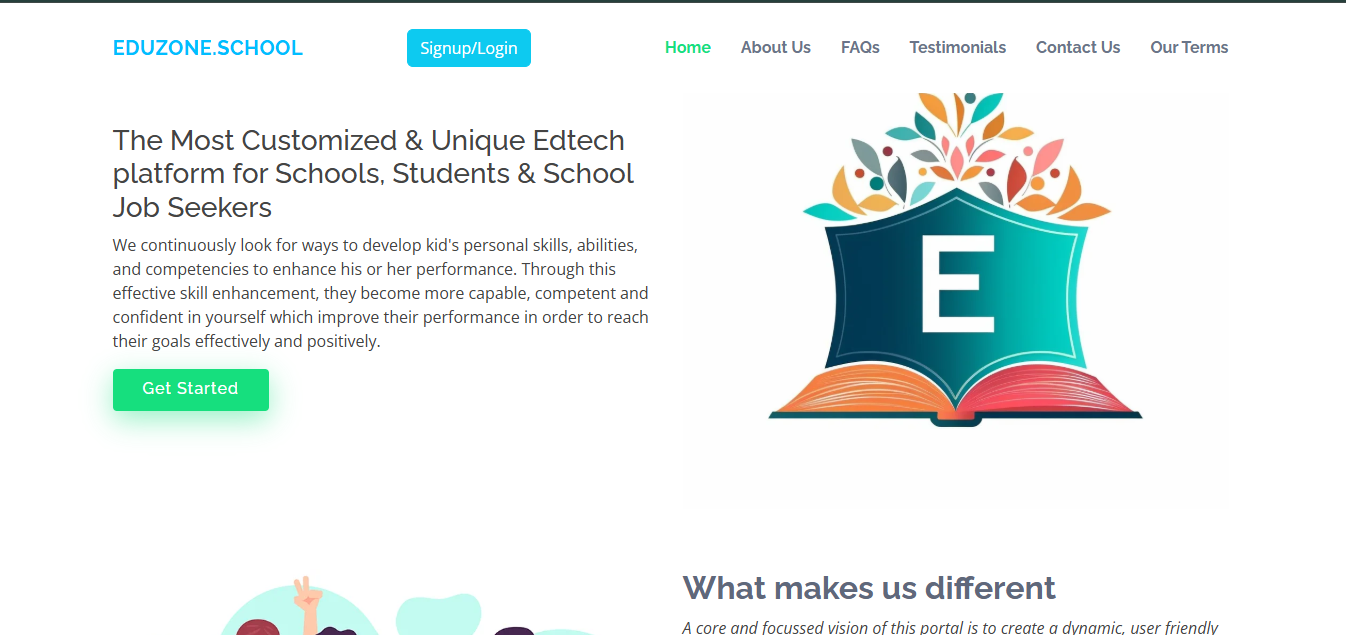 EDUZONE.SCHOOL
Signup/Login
Home
About Us
FAQs
Testimonials
Contact Us
Our Terms
The Most Customized & Unique Edtech
platform for Schools, Students & School
Job Seekers
We continuously look for ways to develop kid's personal skills, abilities,
and competencies to enhance his or her performance. Through this
effective skill enhancement, they become more capable, competent and
confident in yourself which improve their performance in order to reach
their goals effectively and positively.
Get Started
E
What makes us different
A core and focussed vision of this portal is to create a dynamic, user friendly